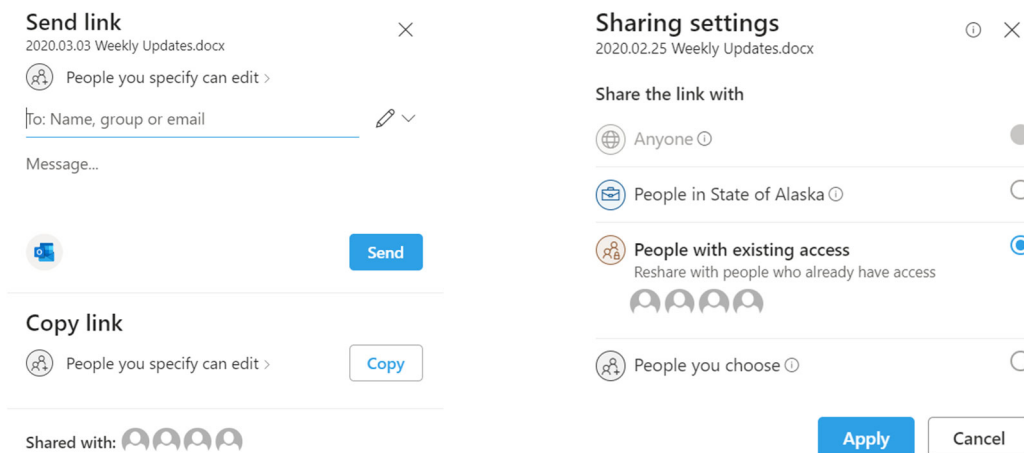 Send link
2020.03.03 Weekly Updates.docx
People you specify can edit >
To: Name, group or email
Message...
Send
Copy link
People you specify can edit >
Copy
Shared with:
Sharing settings
2020.02.25 Weekly Updates.docx
Share the link with
Anyone
People in State of Alaska
People with existing access
Reshare with people who already have access
People you choose
Apply
Cancel